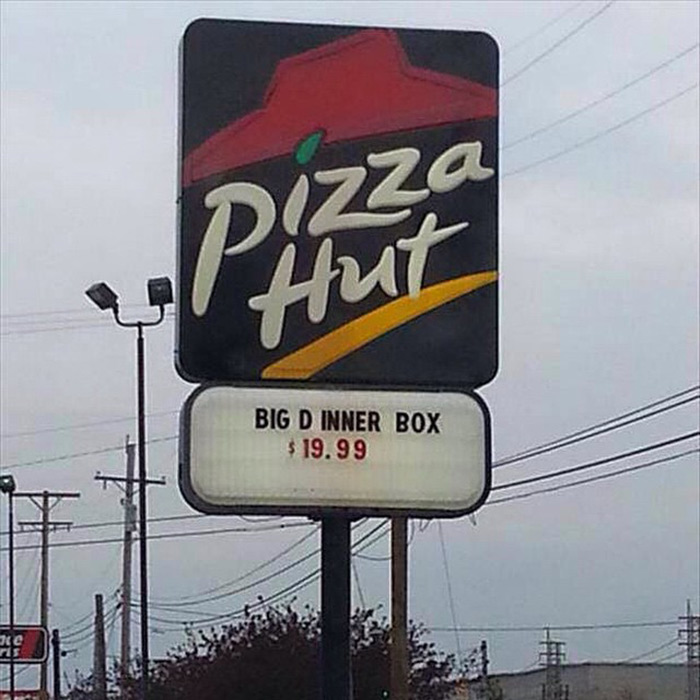 Pizza
Hut
BIG D INNER BOX
$ 19.99